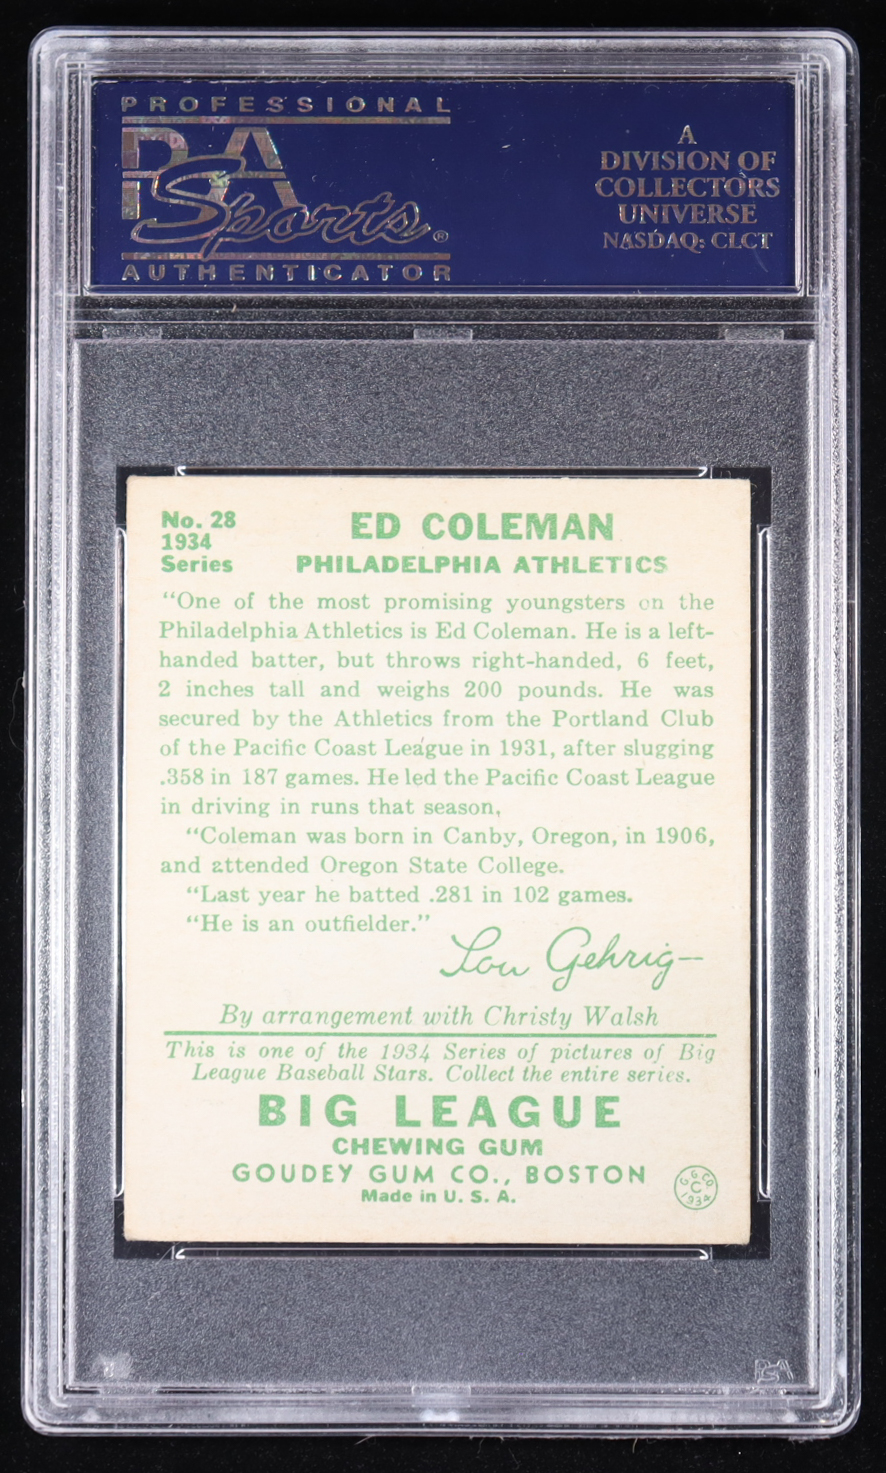 PROFESSIONAL
PSA
Sports®
AUTHENTICATOR
A
DIVISION OF
COLLECTORS
UNIVERSE
NASDAQ: CLCT
No. 28
1934
Series
ED COLEMAN
PHILADELPHIA ATHLETICS
"One of the most promising youngsters on the
Philadelphia Athletics is Ed Coleman. He is a left-
handed batter, but throws right-handed, 6 feet,
2 inches tall and weighs 200 pounds. He was
secured by the Athletics from the Portland Club
of the Pacific Coast League in 1931, after slugging
.358 in 187 games. He led the Pacific Coast League
in driving in runs that season.
"Coleman was born in Canby, Oregon, in 1906,
and attended Oregon State College.
"Last year he batted .281 in 102 games.
"He is an outfielder."
Lou Gehrig—
By arrangement with Christy Walsh
This is one of the 1934 Series of pictures of Big
League Baseball Stars. Collect the entire series.
BIG LEAGUE
CHEWING GUM
GOUDEY GUM CO., BOSTON
Made in U. S. A.
G.G.CO.
C
1934
PSA